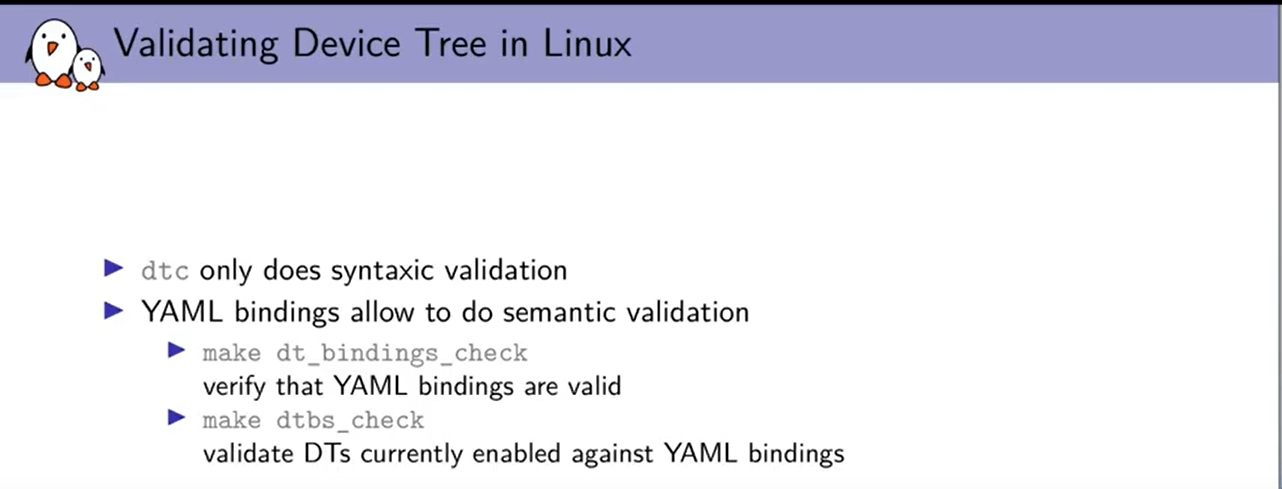 Validating Device Tree in Linux
dtc only does syntaxic validation
YAML bindings allow to do semantic validation
make dt_bindings_check
verify that YAML bindings are valid
make dtbs_check
validate DTs currently enabled against YAML bindings